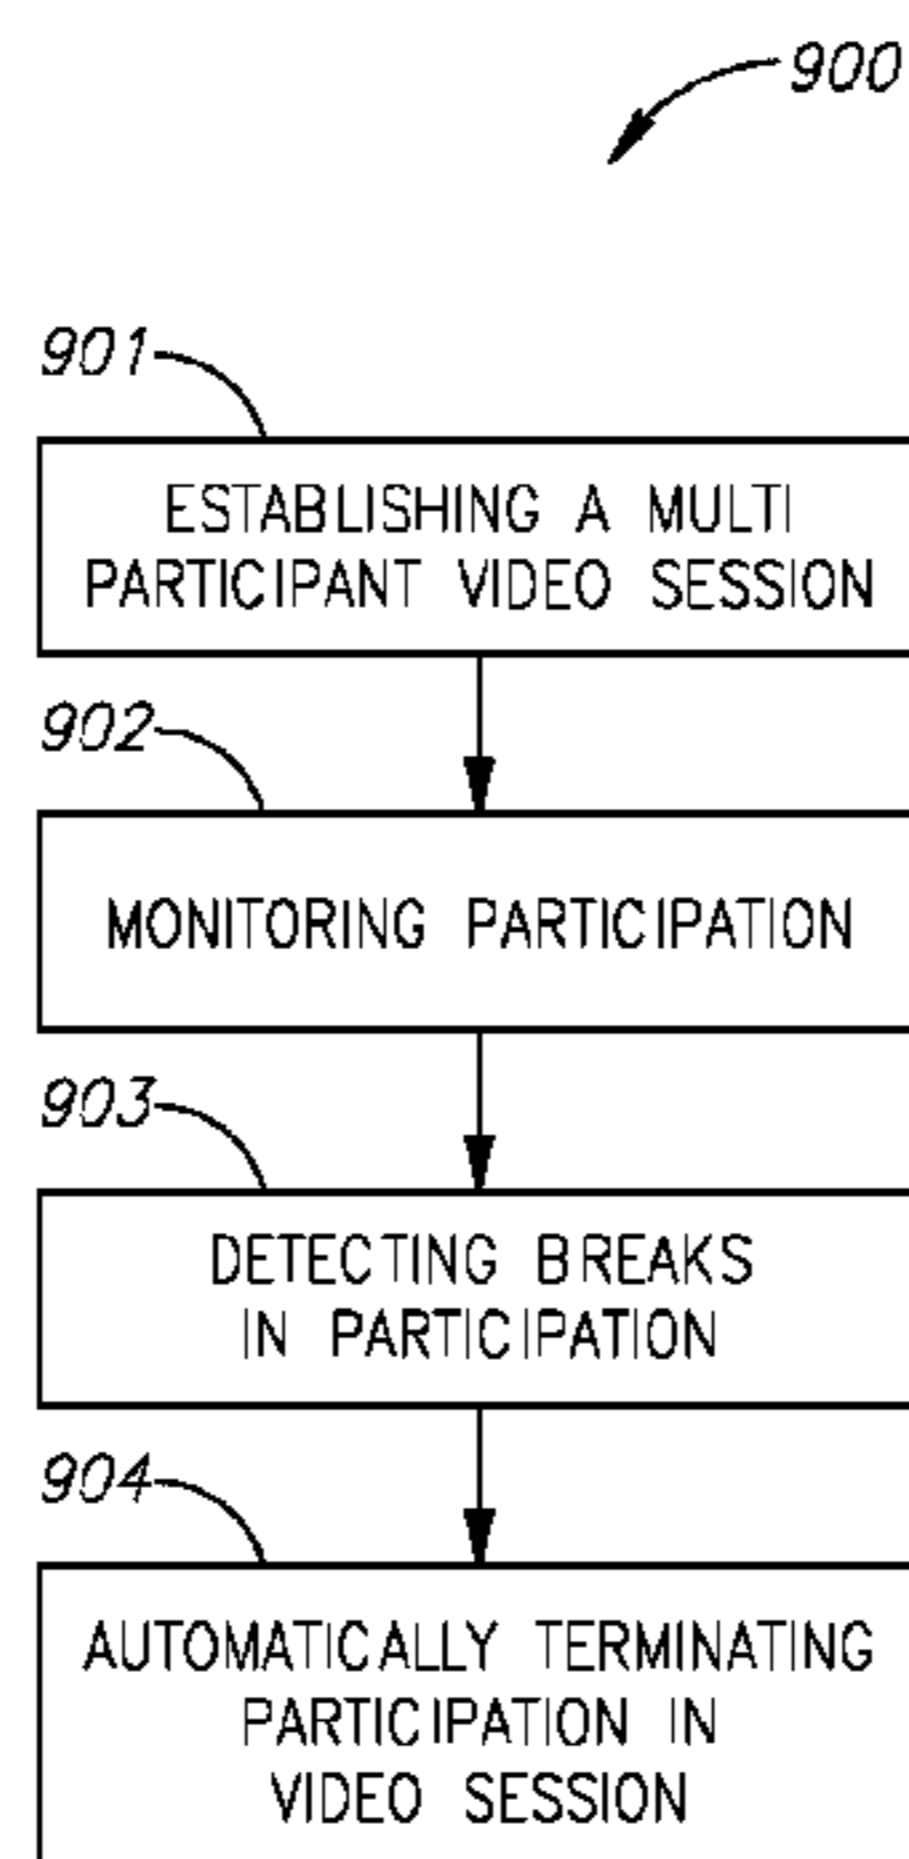 900
901
ESTABLISHING A MULTI
PARTICIPANT VIDEO SESSION
902
MONITORING PARTICIPATION
903
DETECTING BREAKS
IN PARTICIPATION
904
AUTOMATICALLY TERMINATING
PARTICIPATION IN
VIDEO SESSION